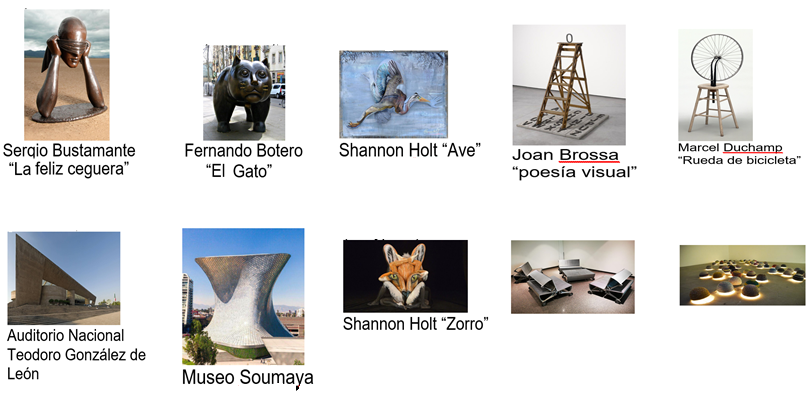 Sergio Bustamante
“La feliz ceguera”
Fernando Botero
“El Gato”
Shannon Holt “Ave”
Joan Brossa
“poesía visual”
Marcel Duchamp
“Rueda de bicicleta”
Auditorio Nacional
Teodoro González de
León
Museo Soumaya
Shannon Holt “Zorro”